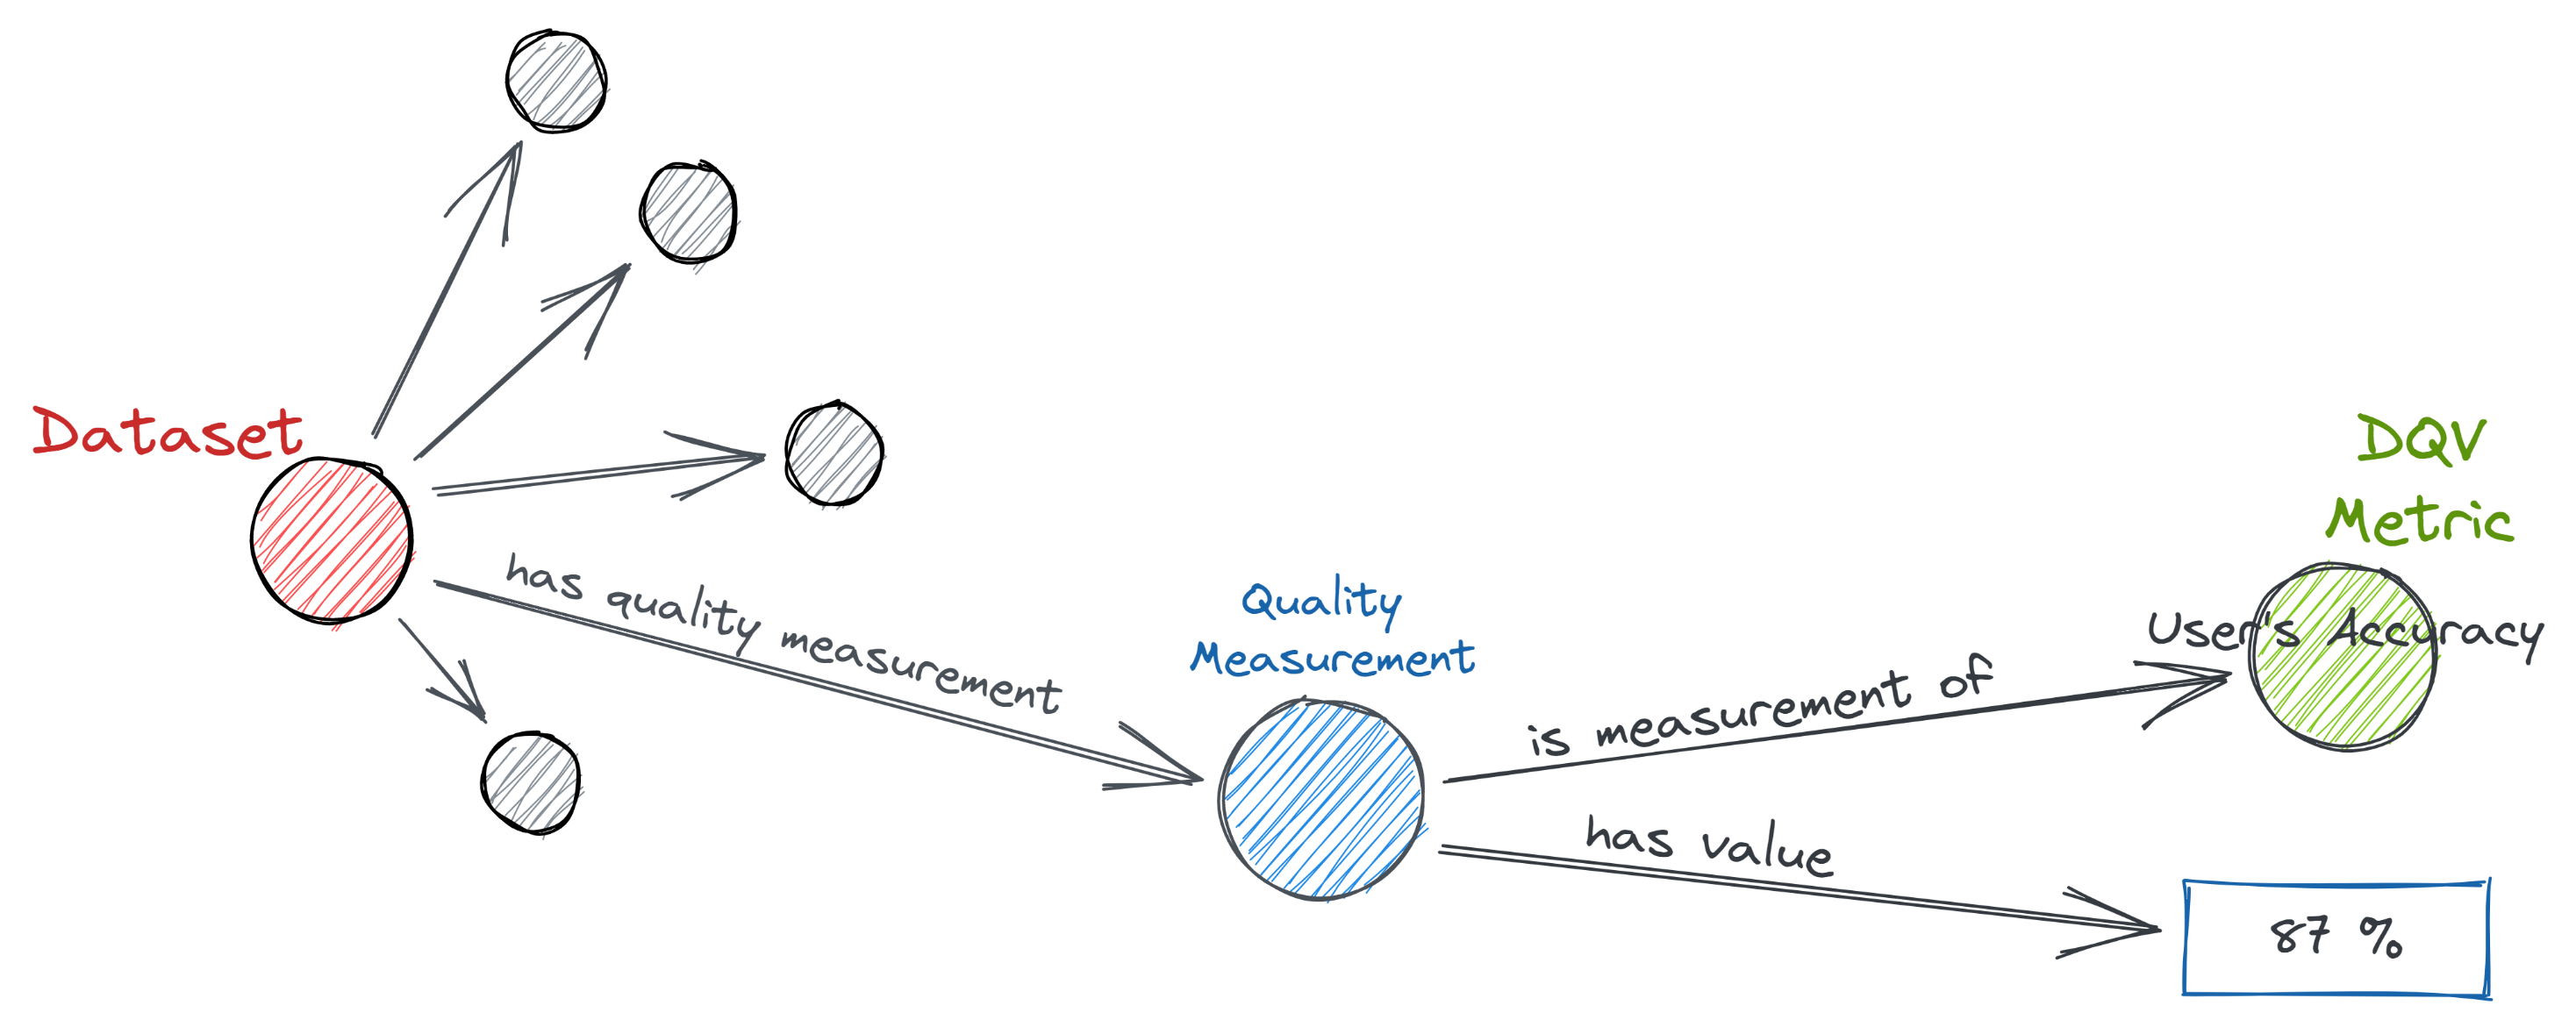 Dataset
has quality measurement
Quality
Measurement
is measurement of
has value
DQV
Metric
User's Accuracy
87 %